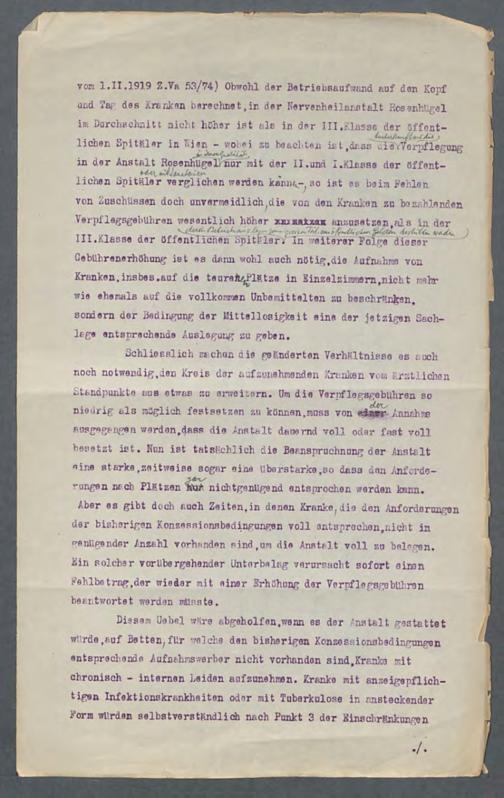 vom 1.II.1919 Z.Va 53/74) Obwohl der Betriebsaufwand auf den Kopf
und Tag des Kranken berechnet,in der Nervenheilanstalt Rosenhügel
im Durchschnitt nicht höher ist als in der III.Klasse der öffent-
lichen Spitäler in Wien - wobei zu beachten ist,dass die Verpflegung
in der Anstalt Rosenhügel nur mit der II.und I.Klasse der öffent-
oder
lichen Spitäler verglichen werden kann -,so ist es beim Fehlen
von Zuschüssen doch unvermeidlich,die von den Kranken zu bezahlenden
Verpflegsgebühren wesentlich höher anzusetzen,als in der
werden
III.Klasse der öffentlichen Spitäler. In weiterer Folge dieser
Gebührenerhöhung ist es dann wohl auch nötig,die Aufnahme von
Kranken,insbes.auf die teuren Plätze in Einzelzimmern,nicht mehr
wie ehemals auf die vollkommen Unbemittelten zu beschränken,
sondern der Bedingung der Mittellosigkeit eine der jetzigen Sach-
lage entsprechende Auslegung zu geben.
Schliesslich machen die geänderten Verhältnisse es auch
noch notwendig,den Kreis der aufzunehmenden Kranken vom ärztlichen
Standpunkte aus etwas zu erweitern. Um die Verpflegsgebühren so
niedrig als möglich festsetzen zu können,muss von der Annahme
ausgegangen werden,dass die Anstalt dauernd voll oder fast voll
besetzt ist. Nun ist tatsächlich die Beanspruchung der Anstalt
eine starke,zeitweise sogar eine überstarke,so dass den Anforde-
rungen nach Plätzen gar nichtgenügend entsprochen werden kann.
Aber es gibt doch auch Zeiten,in denen Kranke,die den Anforderungen
der bisherigen Konzessionsbedingungen voll entsprechen,nicht in
genügender Anzahl vorhanden sind,um die Anstalt voll zu belegen.
Ein solcher vorübergehender Unterbelag verursacht sofort einen
Fehlbetrag,der wieder mit einer Erhöhung der Verpflegsgebühren
beantwortet werden müsste.
Diesem Uebel wäre abgeholfen,wenn es der Anstalt gestattet
würde,auf Betten,für welche den bisherigen Konzessionsbedingungen
entsprechende Aufnahmswerber nicht vorhanden sind,Kranke mit
chronisch - internen Leiden aufzunehmen. Kranke mit anzeigepflich-
tigen Infektionskrankheiten oder mit Tuberkulose in ansteckender
Form würden selbstverständlich nach Punkt 3 der Einschränkungen
./.